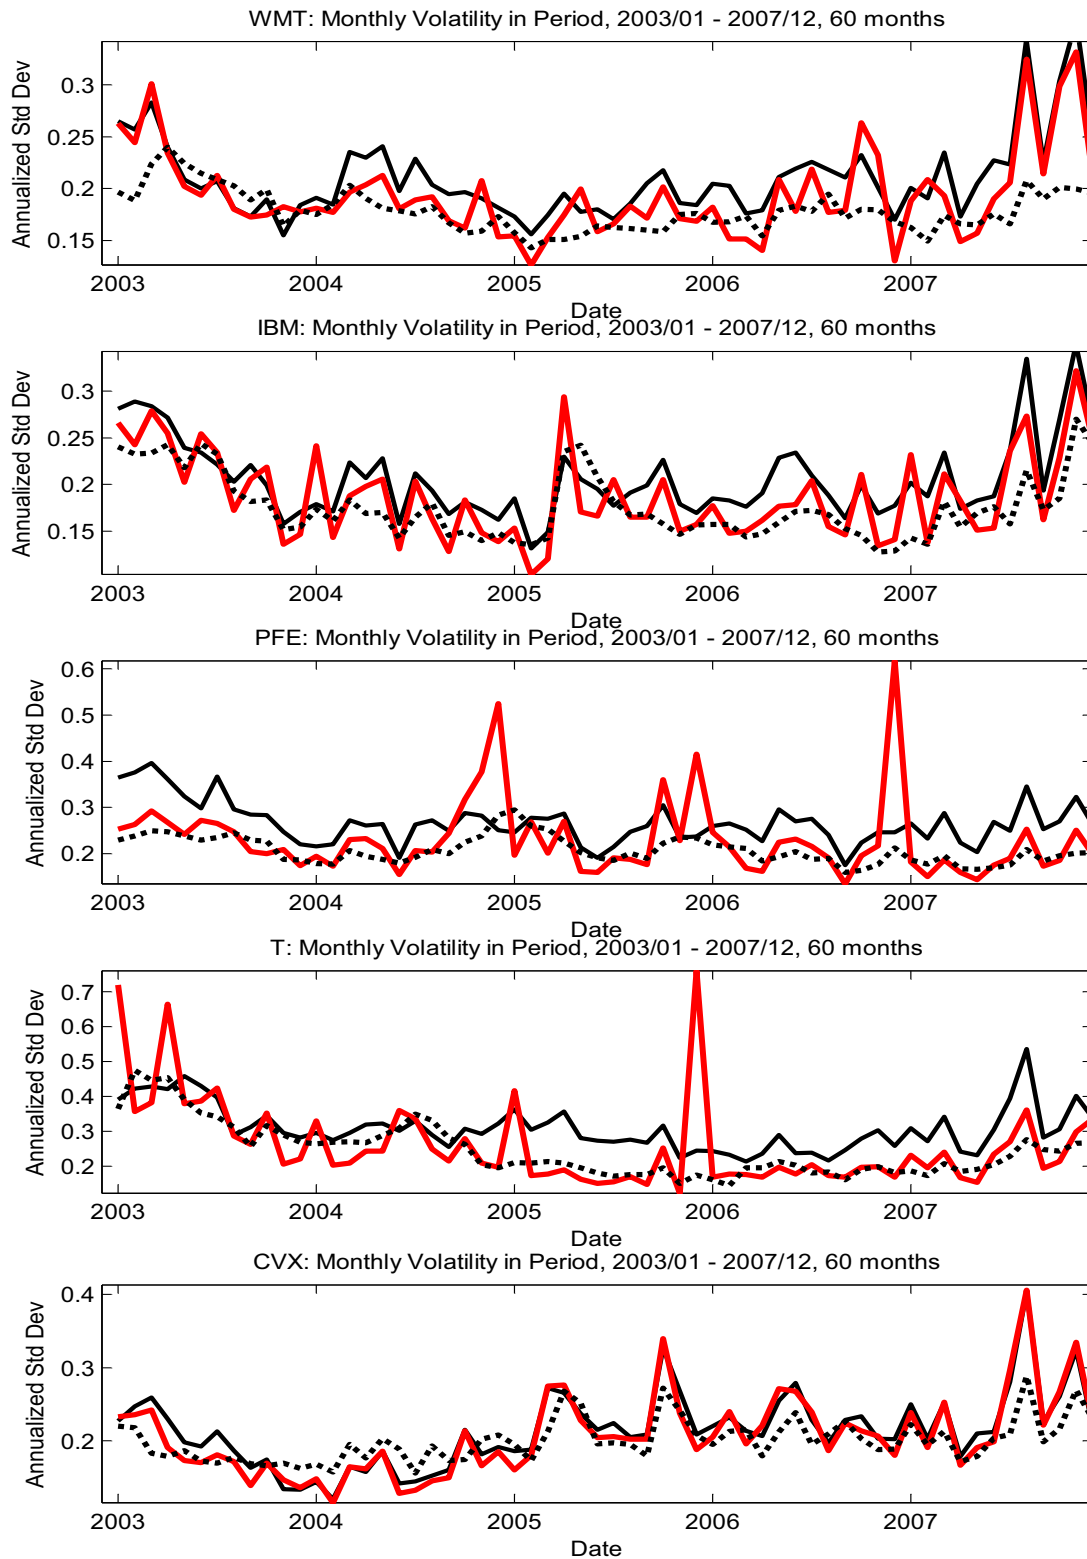 WMT: Monthly Volatility in Period, 2003/01 - 2007/12, 60 months
Annualized Std Dev
0.3
0.25
0.2
0.15
2003 2004 2005 2006 2007
Date
IBM: Monthly Volatility in Period, 2003/01 - 2007/12, 60 months
Annualized Std Dev
0.3
0.25
0.2
0.15
2003 2004 2005 2006 2007
Date
PFE: Monthly Volatility in Period, 2003/01 - 2007/12, 60 months
Annualized Std Dev
0.6
0.5
0.4
0.3
0.2
2003 2004 2005 2006 2007
Date
T: Monthly Volatility in Period, 2003/01 - 2007/12, 60 months
Annualized Std Dev
0.7
0.6
0.5
0.4
0.3
0.2
2003 2004 2005 2006 2007
Date
CVX: Monthly Volatility in Period, 2003/01 - 2007/12, 60 months
Annualized Std Dev
0.4
0.3
0.2
2003 2004 2005 2006 2007
Date